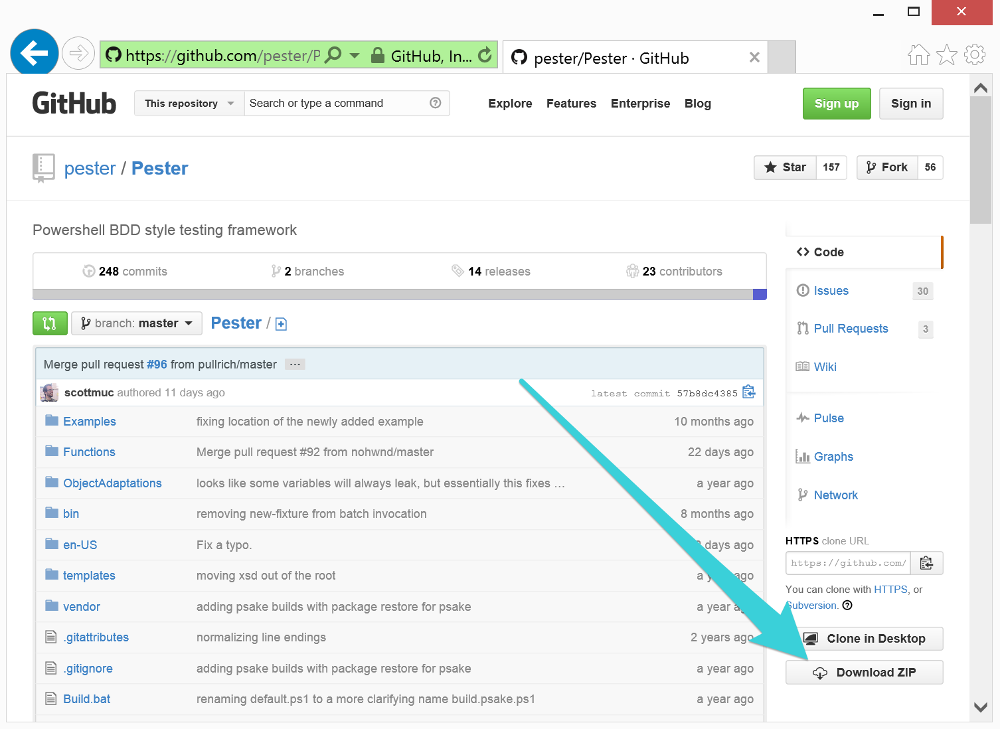 https://github.com/pester/P
GitHub, In...
pester/Pester · GitHub
GitHub
This repository
Search or type a command
Explore
Features
Enterprise
Blog
Sign up
Sign in
pester / Pester
Star 157
Fork 56
Powershell BDD style testing framework
248 commits
2 branches
14 releases
23 contributors
branch: master
Pester /
Merge pull request #96 from pullrich/master ...
scottmuc authored 11 days ago
latest commit 57b8dc4385
Examples fixing location of the newly added example 10 months ago
Functions Merge pull request #92 from nohwnd/master 22 days ago
ObjectAdaptations looks like some variables will always leak, but essentially this fixes … a year ago
bin removing new-fixture from batch invocation 8 months ago
en-US Fix a typo. days ago
templates moving xsd out of the root a ago
vendor adding psake builds with package restore for psake a year ago
.gitattributes normalizing line endings 2 years ago
.gitignore adding psake builds with package restore for psake a year ago
Build.bat renaming default.ps1 to a more clarifying name build.psake.ps1 a year ago
Code
Issues 30
Pull Requests 3
Wiki
Pulse
Graphs
Network
HTTPS clone URL
https://github.com/
You can clone with HTTPS, or
Subversion.
Clone in Desktop
Download ZIP